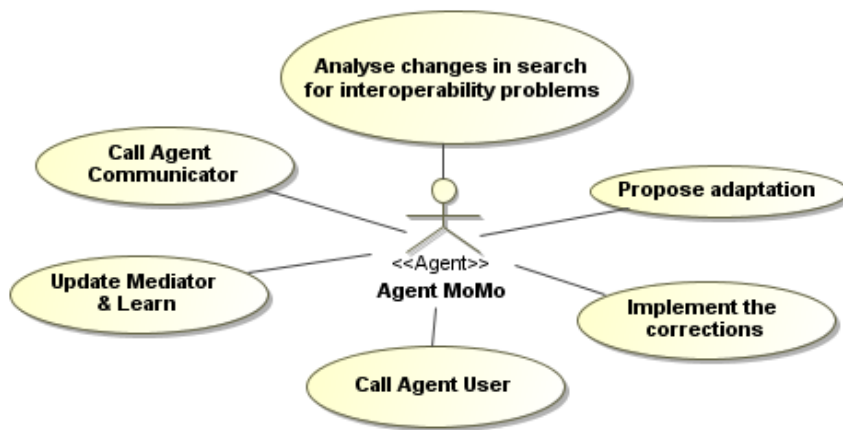 Analyse changes in search
for interoperability problems
Call Agent
Communicator
Propose adaptation
<<Agent>>
Agent MoMo
Update Mediator
& Learn
Implement the
corrections
Call Agent User